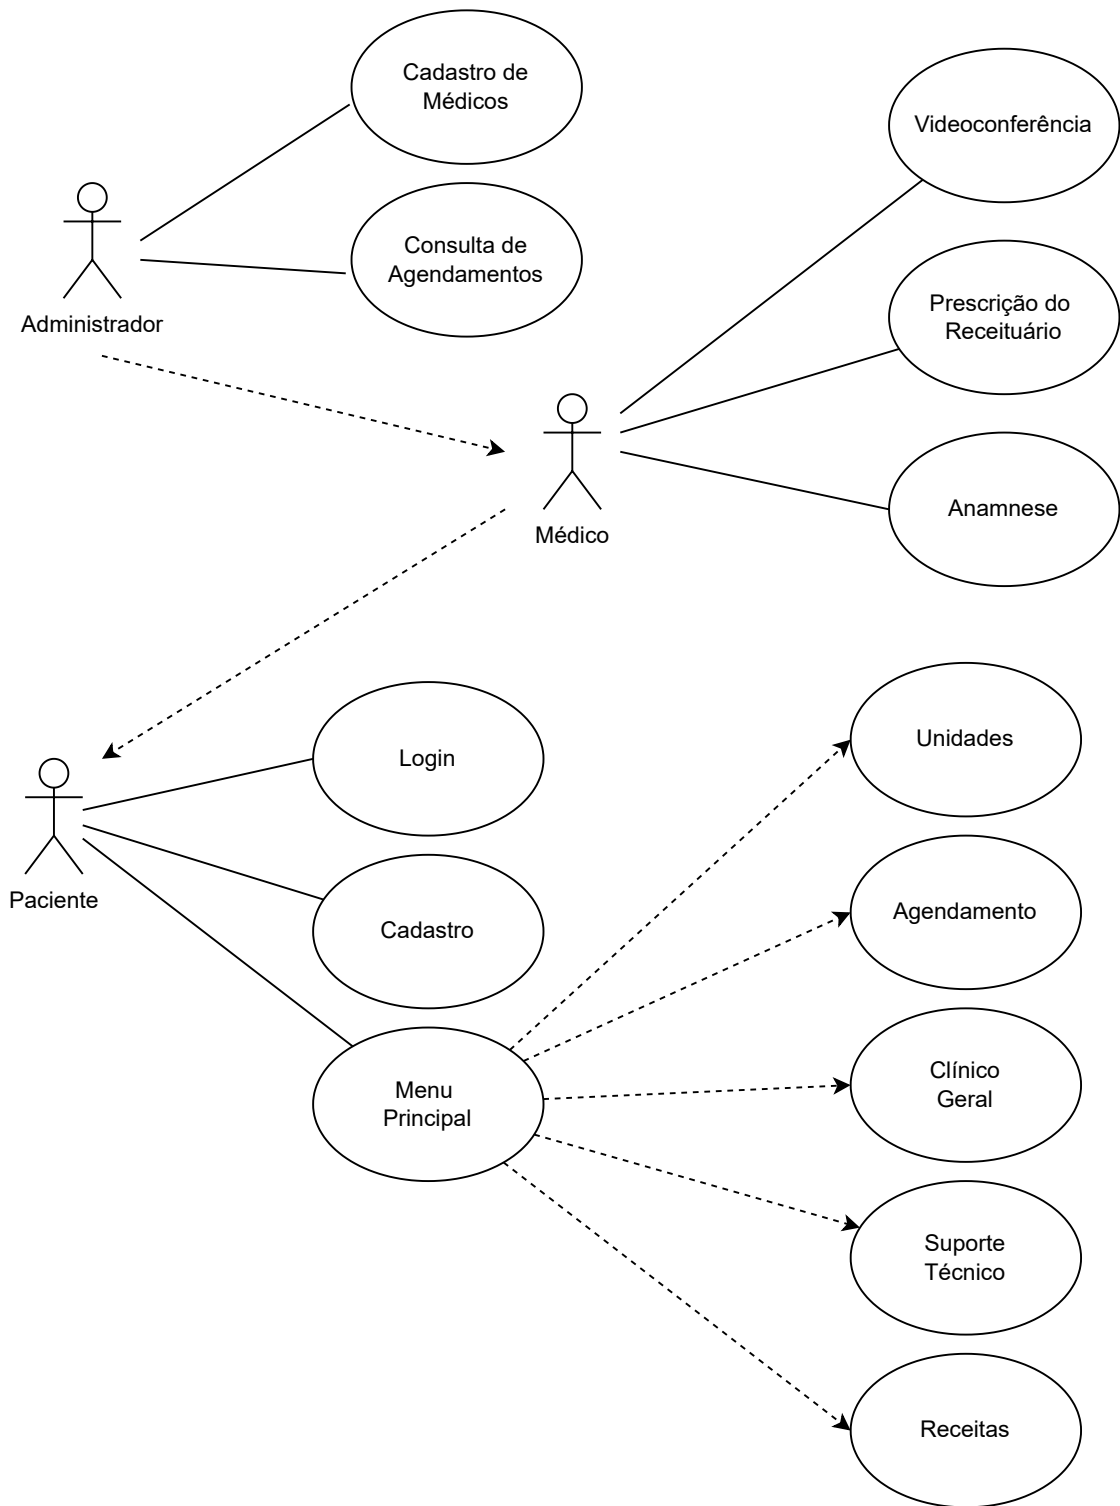 Cadastro de
Médicos
Videoconferência
Consulta de
Agendamentos
Administrador
Prescrição do
Receituário
Médico
Anamnese
Unidades
Login
Paciente
Cadastro
Agendamento
Menu
Principal
Clínico
Geral
Suporte
Técnico
Receitas